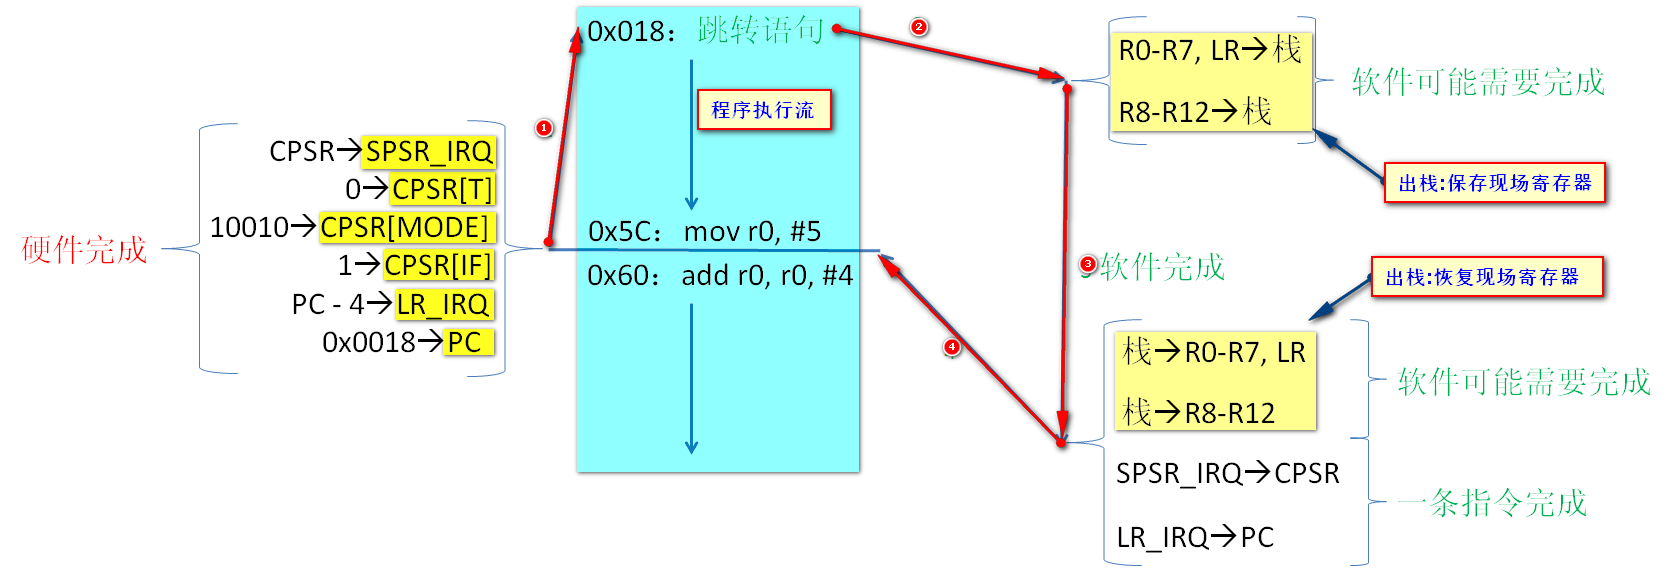 硬件完成
CPSR→SPSR_IRQ
0→CPSR[T]
10010→CPSR[MODE]
1→CPSR[IF]
PC - 4→LR_IRQ
0x0018→PC
1
0x018：跳转语句
程序执行流
0x5C：mov r0, #5
0x60：add r0, r0, #4
2
R0-R7, LR→栈
R8-R12→栈
软件可能需要完成
出栈:保存现场寄存器
3
软件完成
出栈:恢复现场寄存器
4
栈→R0-R7, LR
栈→R8-R12
软件可能需要完成
SPSR_IRQ→CPSR
LR_IRQ→PC
一条指令完成